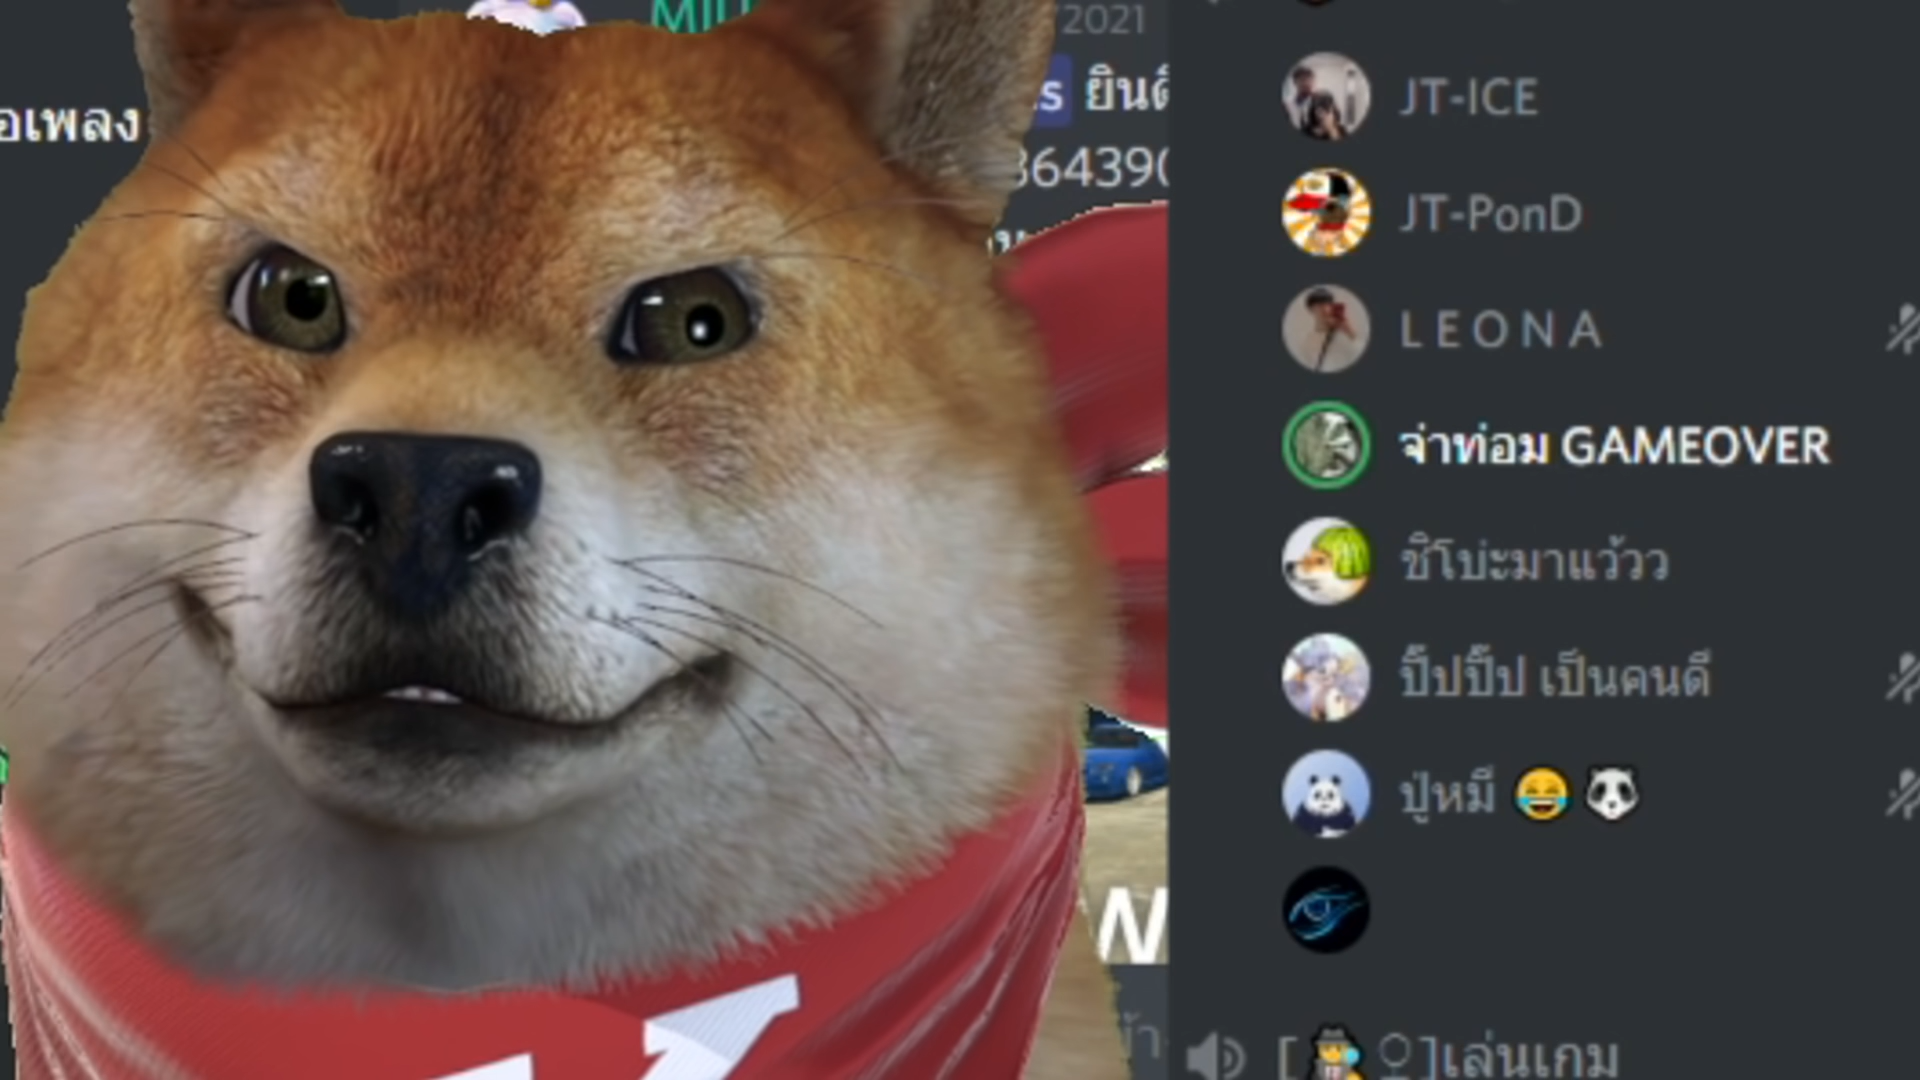 MIU
2021
อเพลง
s ยินดี
364390
JT-ICE
JT-PonD
L E O N A
จ่าท่อม GAMEOVER
ชิโบ่ะมาแว้วว
ปิ๊ปปิ๊ป เป็นคนดี
ปู่หมี 😂 🐼
N
[🕵️ ♀]เล่นเกม